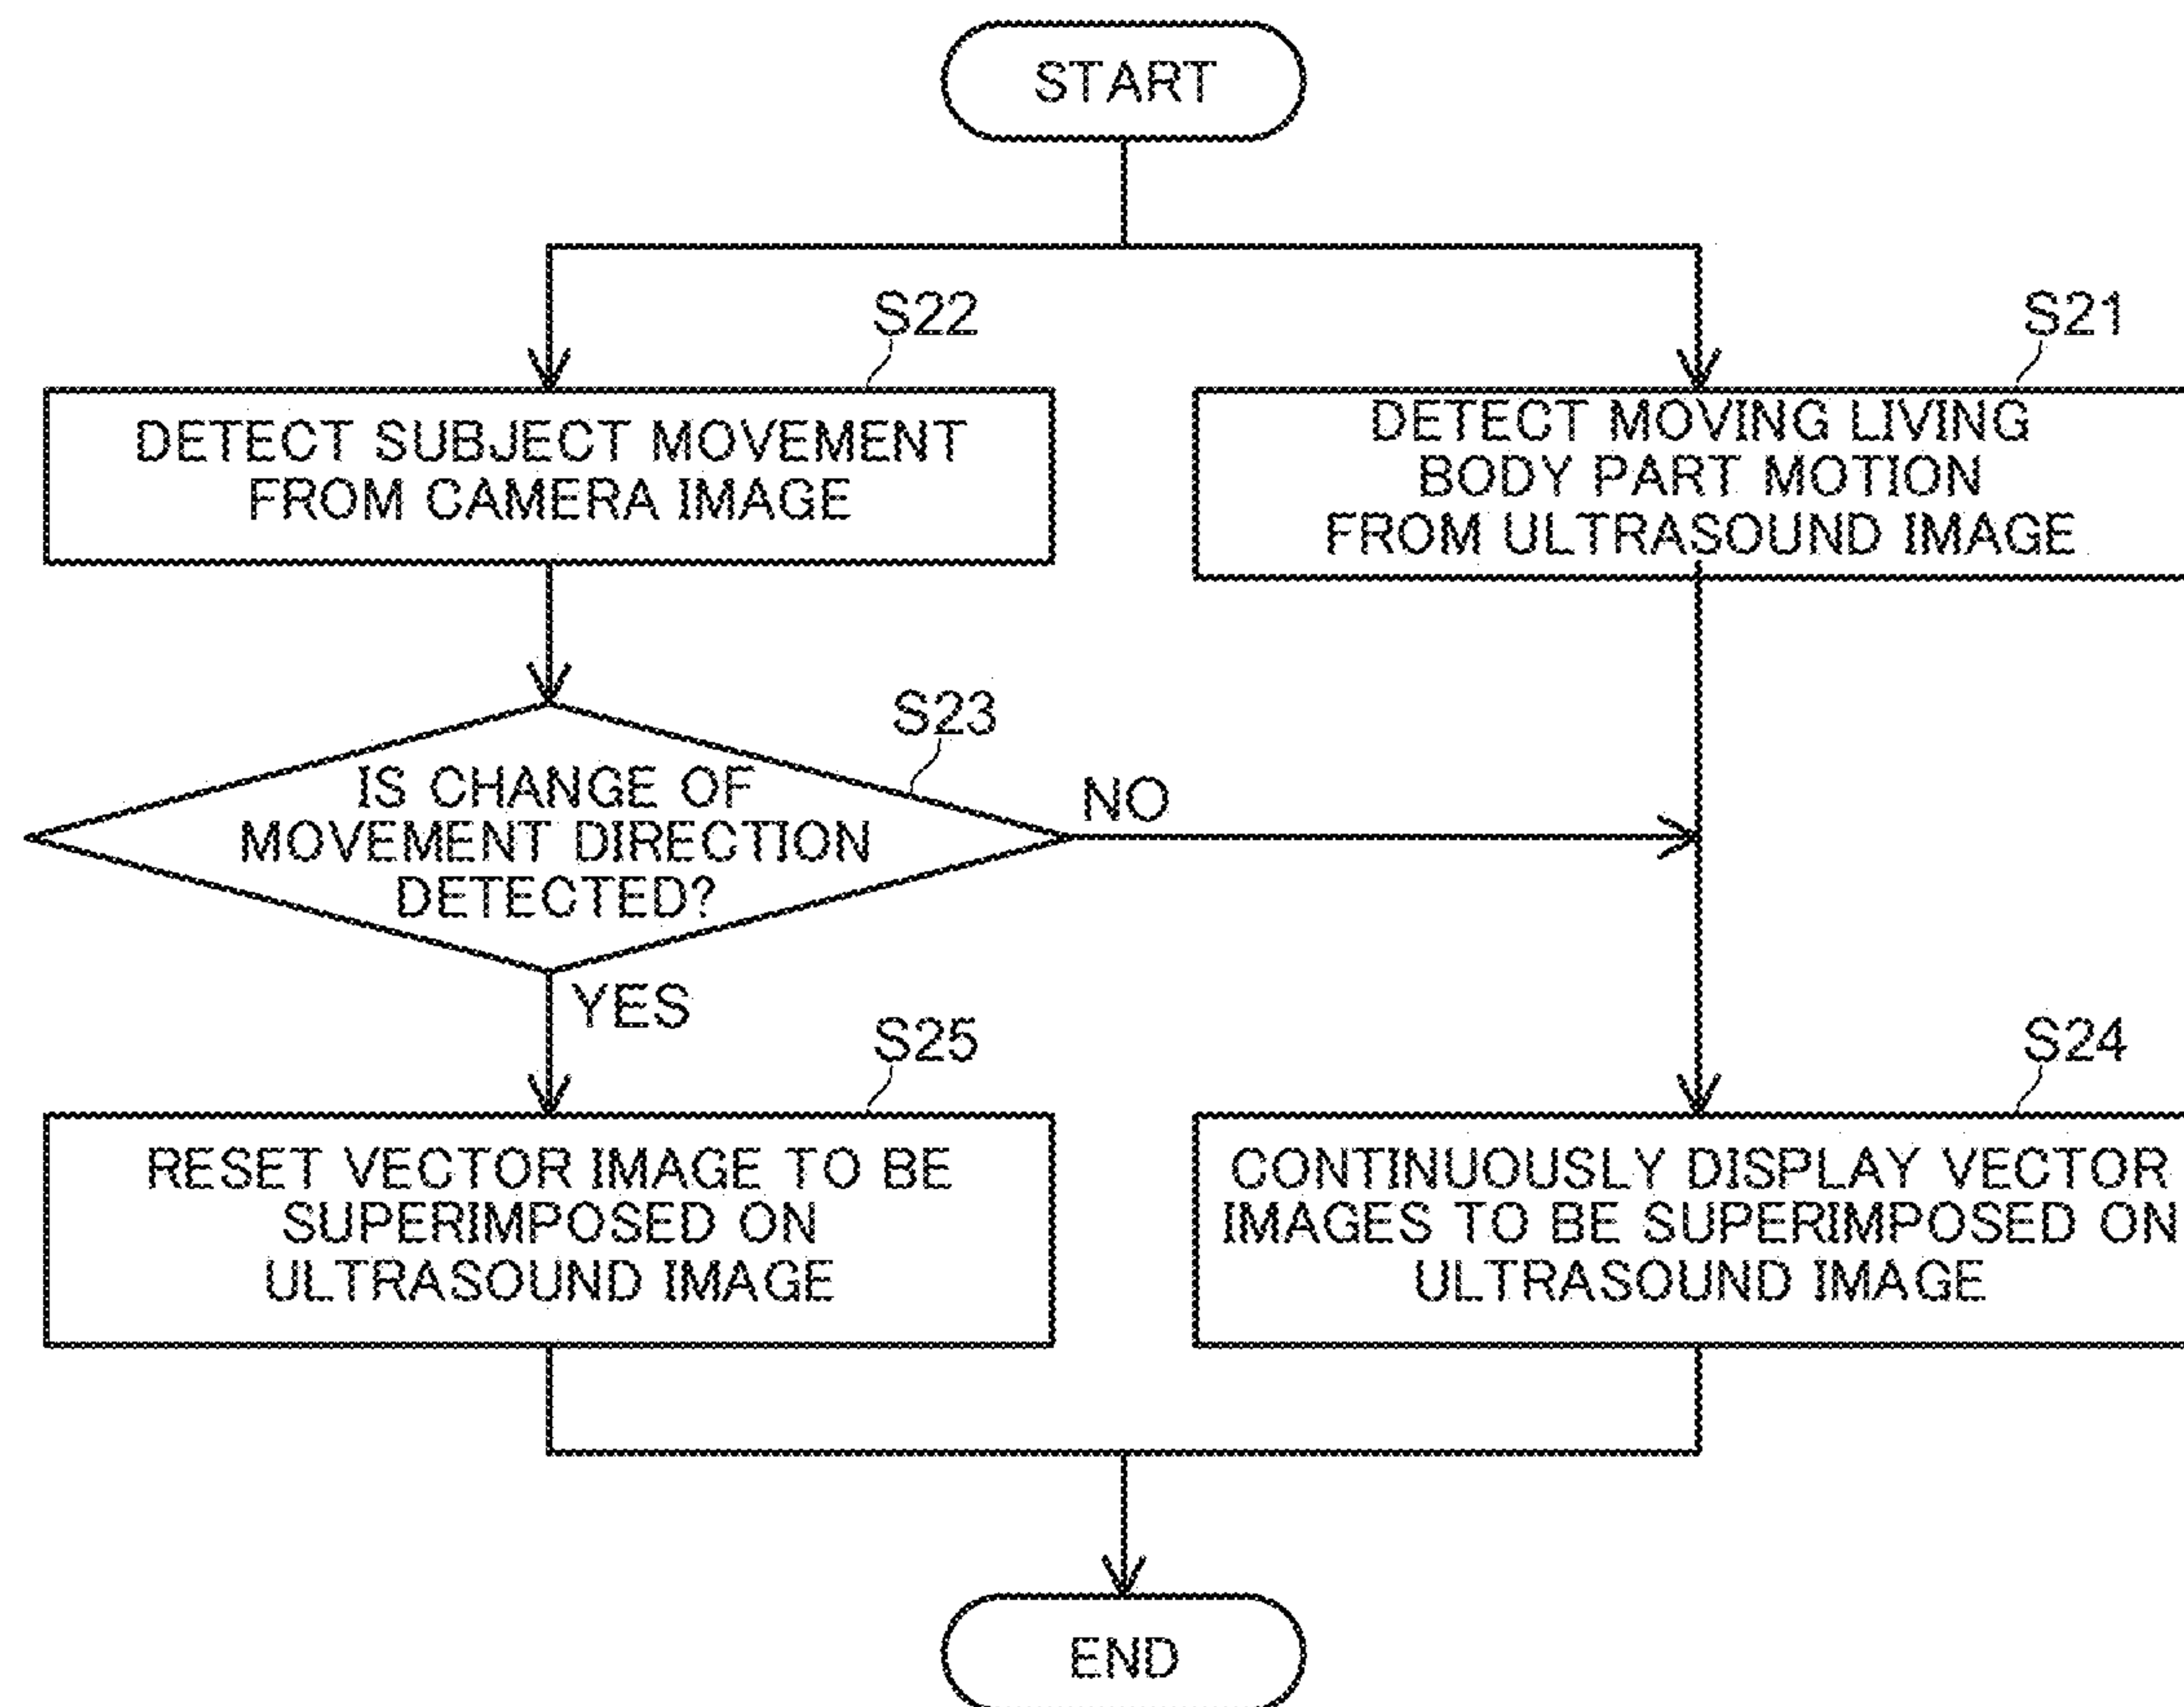 START
S22
DETECT SUBJECT MOVEMENT
FROM CAMERA IMAGE
S21
DETECT MOVING LIVING
BODY PART MOTION
FROM ULTRASOUND IMAGE
S23
IS CHANGE OF
MOVEMENT DIRECTION
DETECTED?
NO
YES
S25
RESET VECTOR IMAGE TO BE
SUPERIMPOSED ON
ULTRASOUND IMAGE
S24
CONTINUOUSLY DISPLAY VECTOR
IMAGES TO BE SUPERIMPOSED ON
ULTRASOUND IMAGE
END